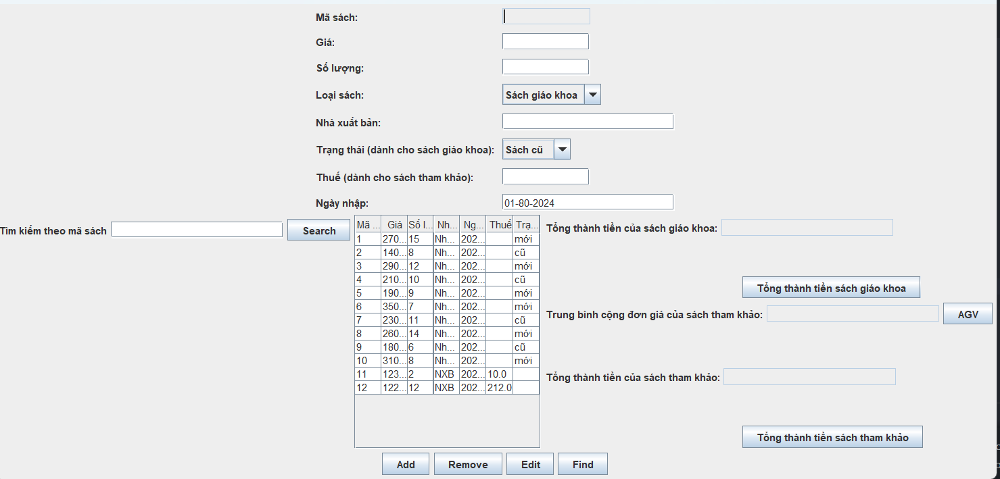 Mã sách:
Giá:
Số lượng:
Loại sách: Sách giáo khoa
Nhà xuất bản:
Trạng thái (dành cho sách giáo khoa): Sách cũ
Thuế (dành cho sách tham khảo):
Ngày nhập: 01-80-2024
Tìm kiếm theo mã sách Search
Mã ... Giá Số l... Nh... Ng... Thuế Trạ...
1 270... 15 Nh... 202... mới
2 140... 8 Nh... 202... cũ
3 290... 12 Nh... 202... mới
4 210... 10 Nh... 202... cũ
5 190... 9 Nh... 202... mới
6 350... 7 Nh... 202... mới
7 230... 11 Nh... 202... cũ
8 260... 14 Nh... 202... mới
9 180... 6 Nh... 202... cũ
10 310... 8 Nh... 202... mới
11 123... 2 NXB 202... 10.0
12 122... 12 NXB 202... 212.0
Tổng thành tiền của sách giáo khoa:
Tổng thành tiền sách giáo khoa
Trung bình cộng đơn giá của sách tham khảo: AGV
Tổng thành tiền của sách tham khảo:
Tổng thành tiền sách tham khảo
Add Remove Edit Find